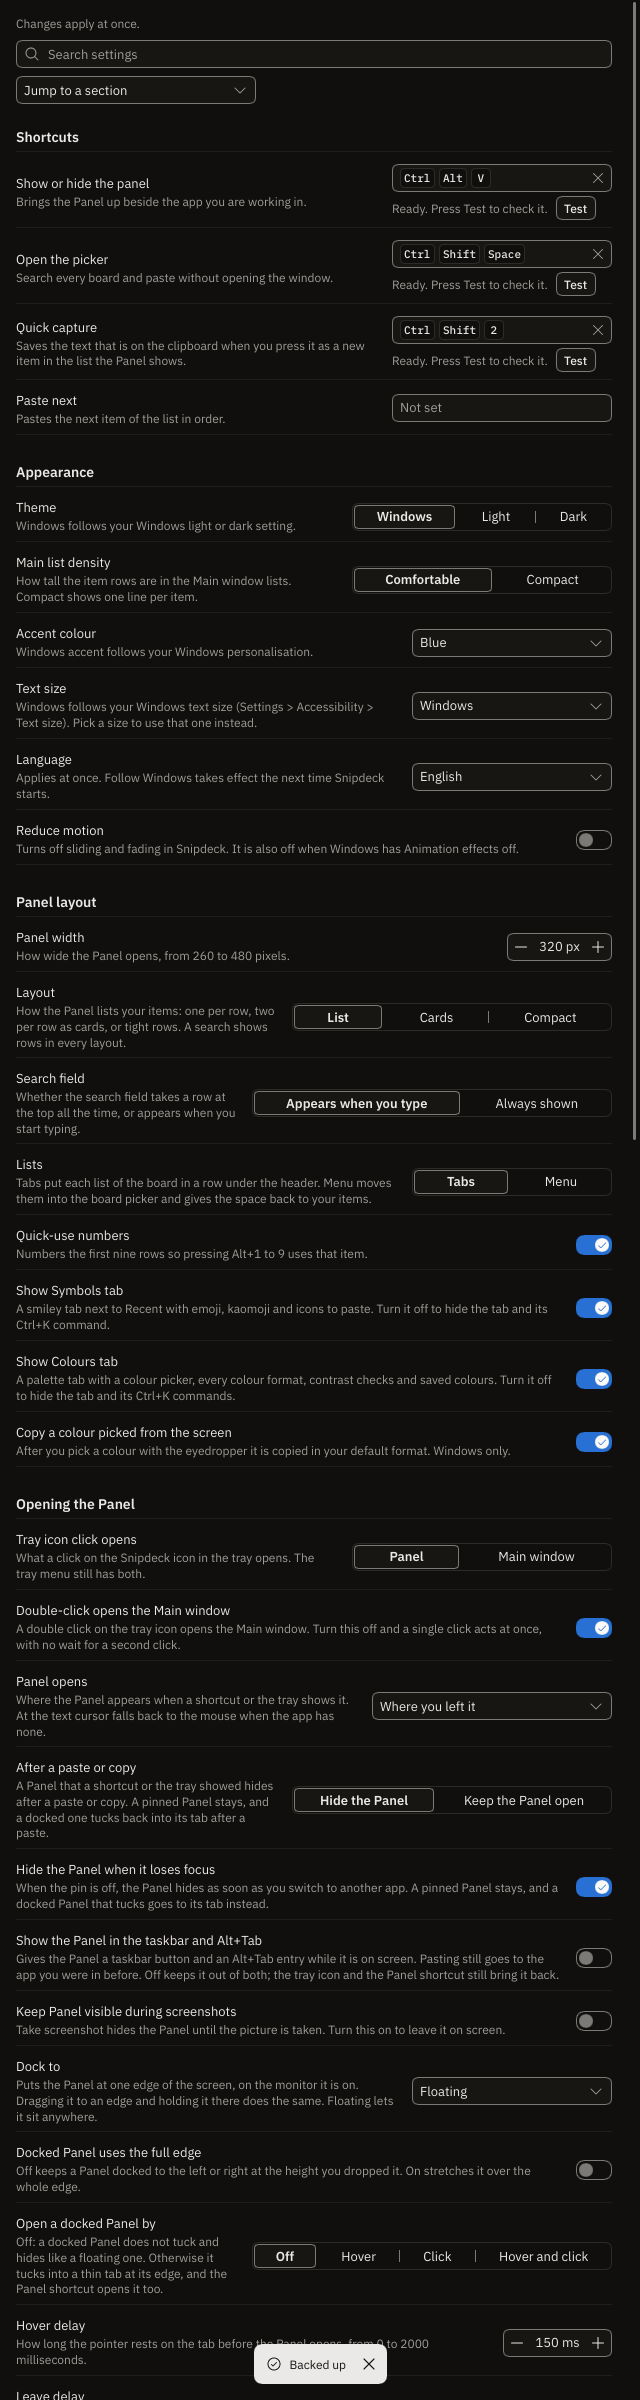 Changes apply at once.
Search settings
Jump to a section
Shortcuts
Show or hide the panel
Brings the Panel up beside the app you are working in.
Ctrl Alt V
Ready. Press Test to check it. Test
Open the picker
Search every board and paste without opening the window.
Ctrl Shift Space
Ready. Press Test to check it. Test
Quick capture
Saves the text that is on the clipboard when you press it as a new
item in the list the Panel shows.
Ctrl Shift 2
Ready. Press Test to check it. Test
Paste next
Pastes the next item of the list in order.
Not set
Appearance
Theme
Windows follows your Windows light or dark setting.
Windows Light Dark
Main list density
How tall the item rows are in the Main window lists.
Compact shows one line per item.
Comfortable Compact
Accent colour
Windows accent follows your Windows personalisation.
Blue
Text size
Windows follows your Windows text size (Settings > Accessibility >
Text size). Pick a size to use that one instead.
Windows
Language
Applies at once. Follow Windows takes effect the next time Snipdeck
starts.
English
Reduce motion
Turns off sliding and fading in Snipdeck. It is also off when Windows has Animation effects off.
Panel layout
Panel width
How wide the Panel opens, from 260 to 480 pixels.
320 px
Layout
How the Panel lists your items: one per row, two
per row as cards, or tight rows. A search shows
rows in every layout.
List Cards Compact
Search field
Whether the search field takes a row at
the top all the time, or appears when you
start typing.
Appears when you type Always shown
Lists
Tabs put each list of the board in a row under the header. Menu moves
them into the board picker and gives the space back to your items.
Tabs Menu
Quick-use numbers
Numbers the first nine rows so pressing Alt+1 to 9 uses that item.
Show Symbols tab
A smiley tab next to Recent with emoji, kaomoji and icons to paste. Turn it off to hide the tab and its
Ctrl+K command.
Show Colours tab
A palette tab with a colour picker, every colour format, contrast checks and saved colours. Turn it off
to hide the tab and its Ctrl+K commands.
Copy a colour picked from the screen
After you pick a colour with the eyedropper it is copied in your default format. Windows only.
Opening the Panel
Tray icon click opens
What a click on the Snipdeck icon in the tray opens. The
tray menu still has both.
Panel Main window
Double-click opens the Main window
A double click on the tray icon opens the Main window. Turn this off and a single click acts at once,
with no wait for a second click.
Panel opens
Where the Panel appears when a shortcut or the tray shows it.
At the text cursor falls back to the mouse when the app has
none.
Where you left it
After a paste or copy
A Panel that a shortcut or the tray showed hides
after a paste or copy. A pinned Panel stays, and
a docked one tucks back into its tab after a
paste.
Hide the Panel Keep the Panel open
Hide the Panel when it loses focus
When the pin is off, the Panel hides as soon as you switch to another app. A pinned Panel stays, and a
docked Panel that tucks goes to its tab instead.
Show the Panel in the taskbar and Alt+Tab
Gives the Panel a taskbar button and an Alt+Tab entry while it is on screen. Pasting still goes to the
app you were in before. Off keeps it out of both; the tray icon and the Panel shortcut still bring it back.
Keep Panel visible during screenshots
Take screenshot hides the Panel until the picture is taken. Turn this on to leave it on screen.
Dock to
Puts the Panel at one edge of the screen, on the monitor it is on.
Dragging it to an edge and holding it there does the same. Floating lets
it sit anywhere.
Floating
Docked Panel uses the full edge
Off keeps a Panel docked to the left or right at the height you dropped it. On stretches it over the
whole edge.
Open a docked Panel by
Off: a docked Panel does not tuck and
hides like a floating one. Otherwise it
tucks into a thin tab at its edge, and the
Panel shortcut opens it too.
Off Hover Click Hover and click
Hover delay
How long the pointer rests on the tab before the Panel opens, from 0 to 2000
milliseconds.
150 ms
Backed up
Leave delay